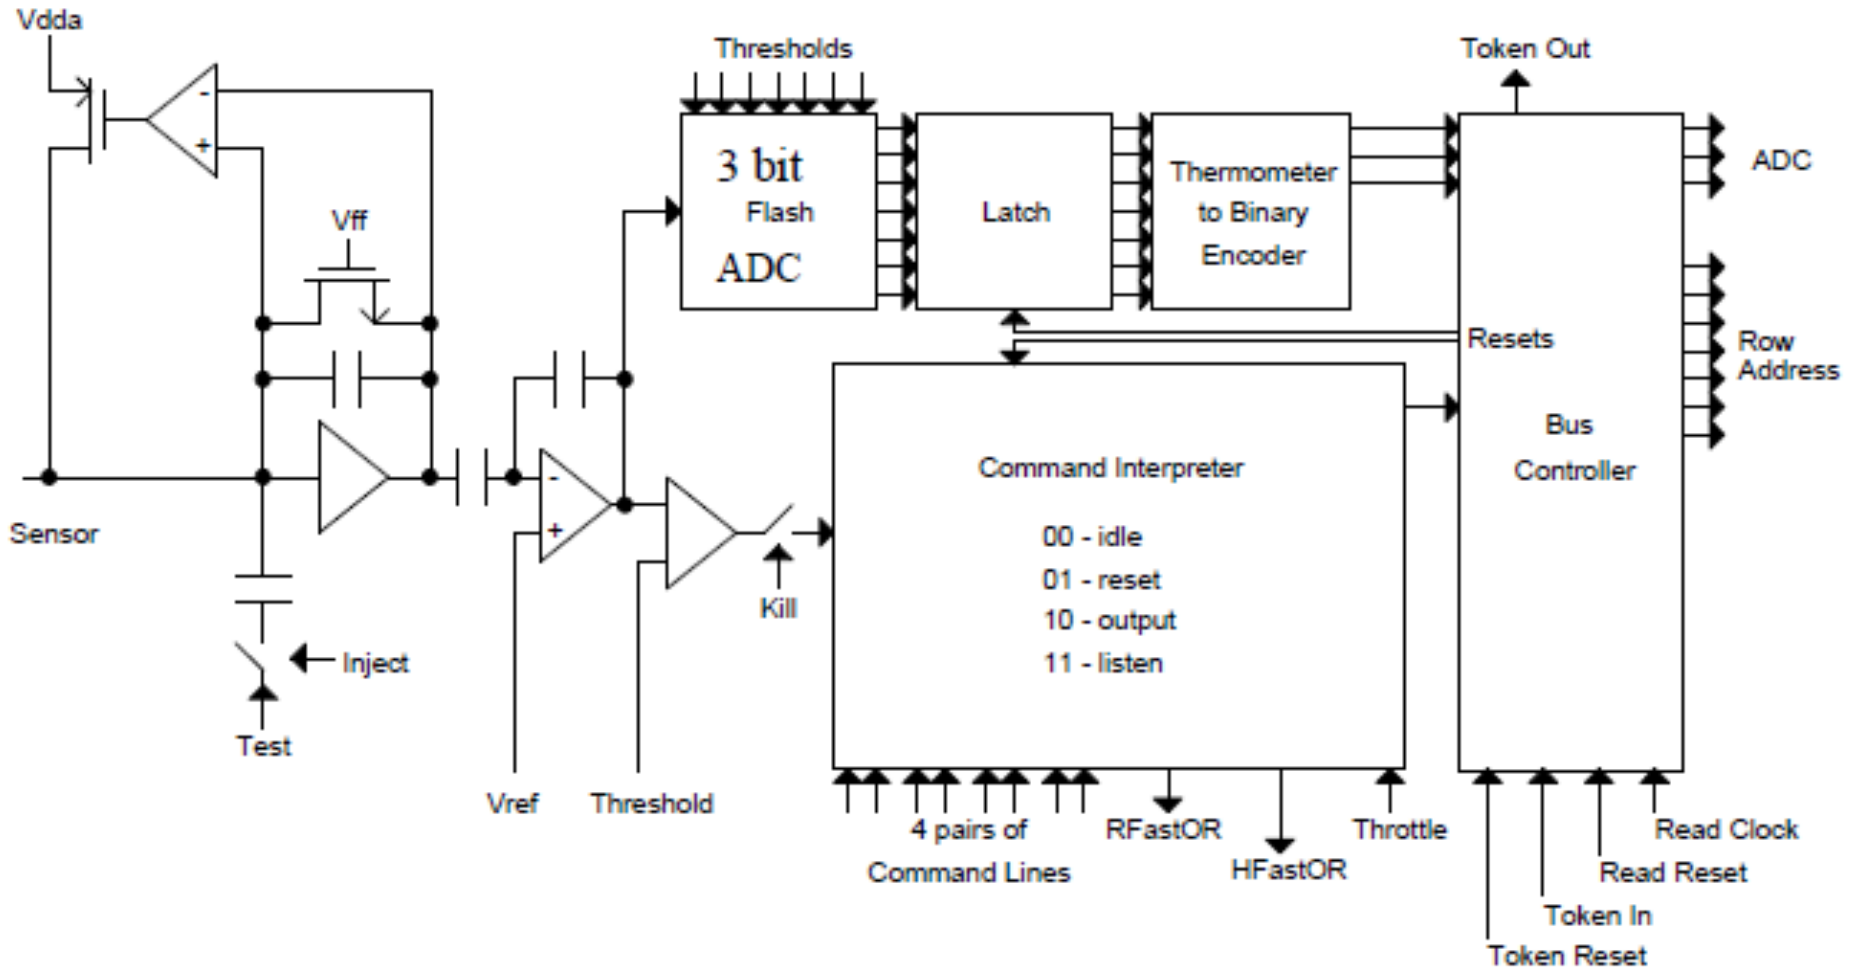 Vdda
Thresholds
Token Out
-
+
3 bit
Flash
ADC
Latch
Thermometer
to Binary
Encoder
ADC
Vff
Resets
Row
Address
Bus
Controller
Command Interpreter
00 - idle
01 - reset
10 - output
11 - listen
-
+
Sensor
Kill
Inject
Test
Vref
Threshold
4 pairs of
Command Lines
RFastOR
HFastOR
Throttle
Read Clock
Read Reset
Token In
Token Reset